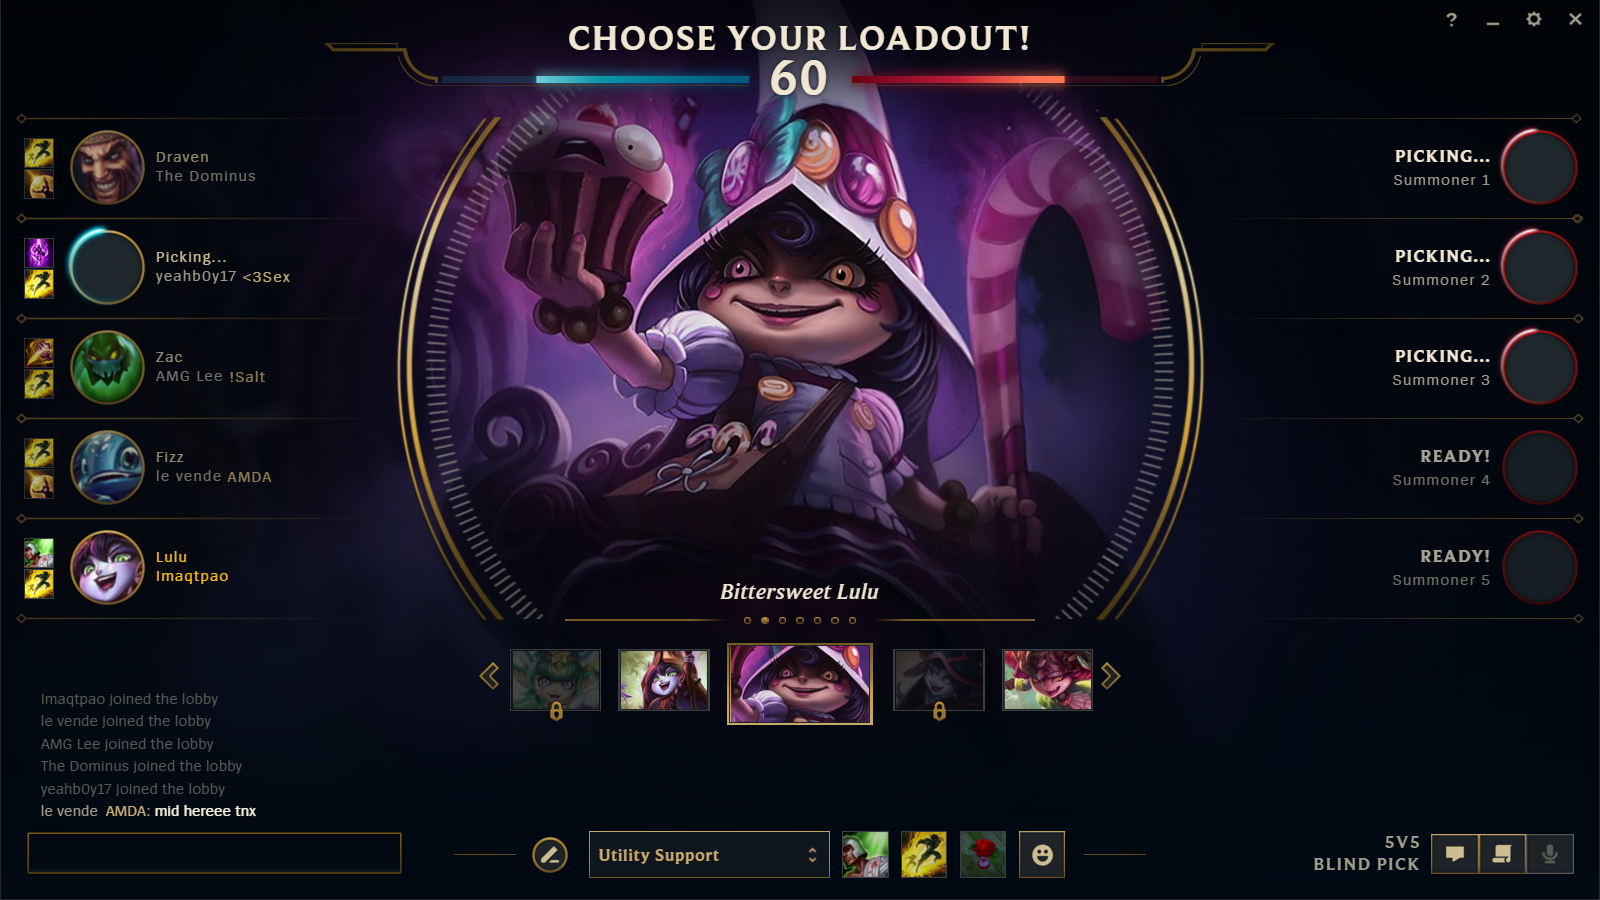 ?
CHOOSE YOUR LOADOUT!
60
Draven
The Dominus
Picking...
yeahb0y17 <3Sex
Zac
AMG Lee !Salt
Fizz
le vende AMDA
Lulu
Imaqtpao
PICKING...
Summoner 1
PICKING...
Summoner 2
PICKING...
Summoner 3
READY!
Summoner 4
READY!
Summoner 5
Bittersweet Lulu
Imaqtpao joined the lobby
le vende joined the lobby
AMG Lee joined the lobby
The Dominus joined the lobby
yeahb0y17 joined the lobby
le vende AMDA: mid hereee tnx
Utility Support
5V5
BLIND PICK